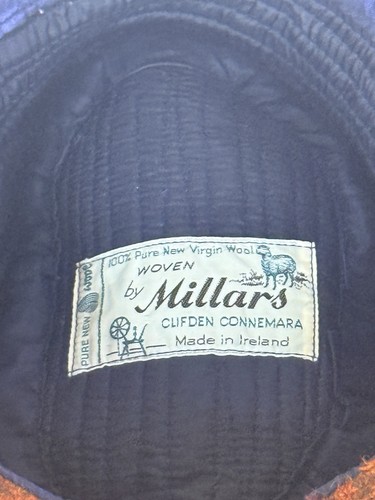 100% Pure New Virgin Wool
WOVEN
by Millars
CLIFDEN CONNEMARA
Made in Ireland
PURE NEW WOOL